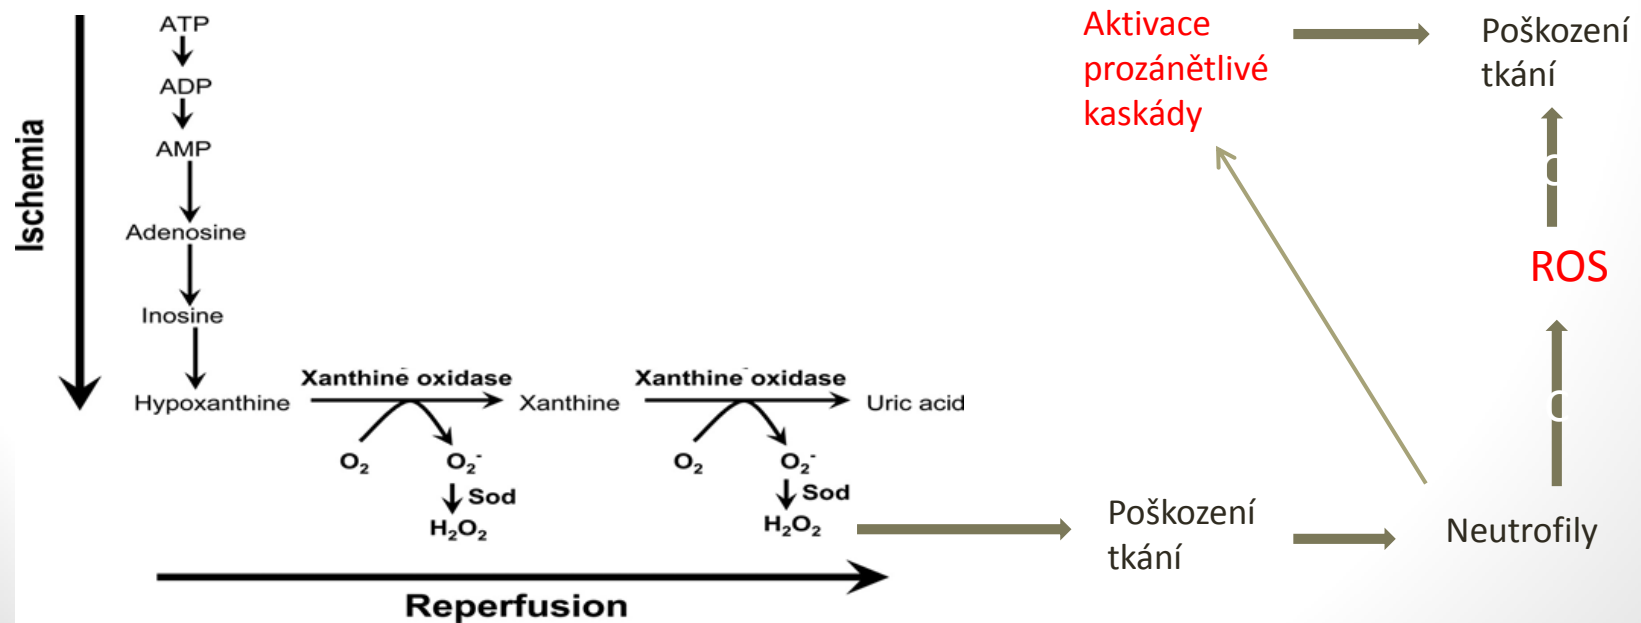 Ischemia
ATP
ADP
AMP
Adenosine
Inosine
Hypoxanthine
Xanthine oxidase
Xanthine
Xanthine oxidase
Uric acid
O₂
O₂⁻
Sod
H₂O₂
O₂
O₂⁻
Sod
H₂O₂
Reperfusion
Poškození
tkání
Neutrofily
ROS
Aktivace
prozánětlivé
kaskády
Poškození
tkání